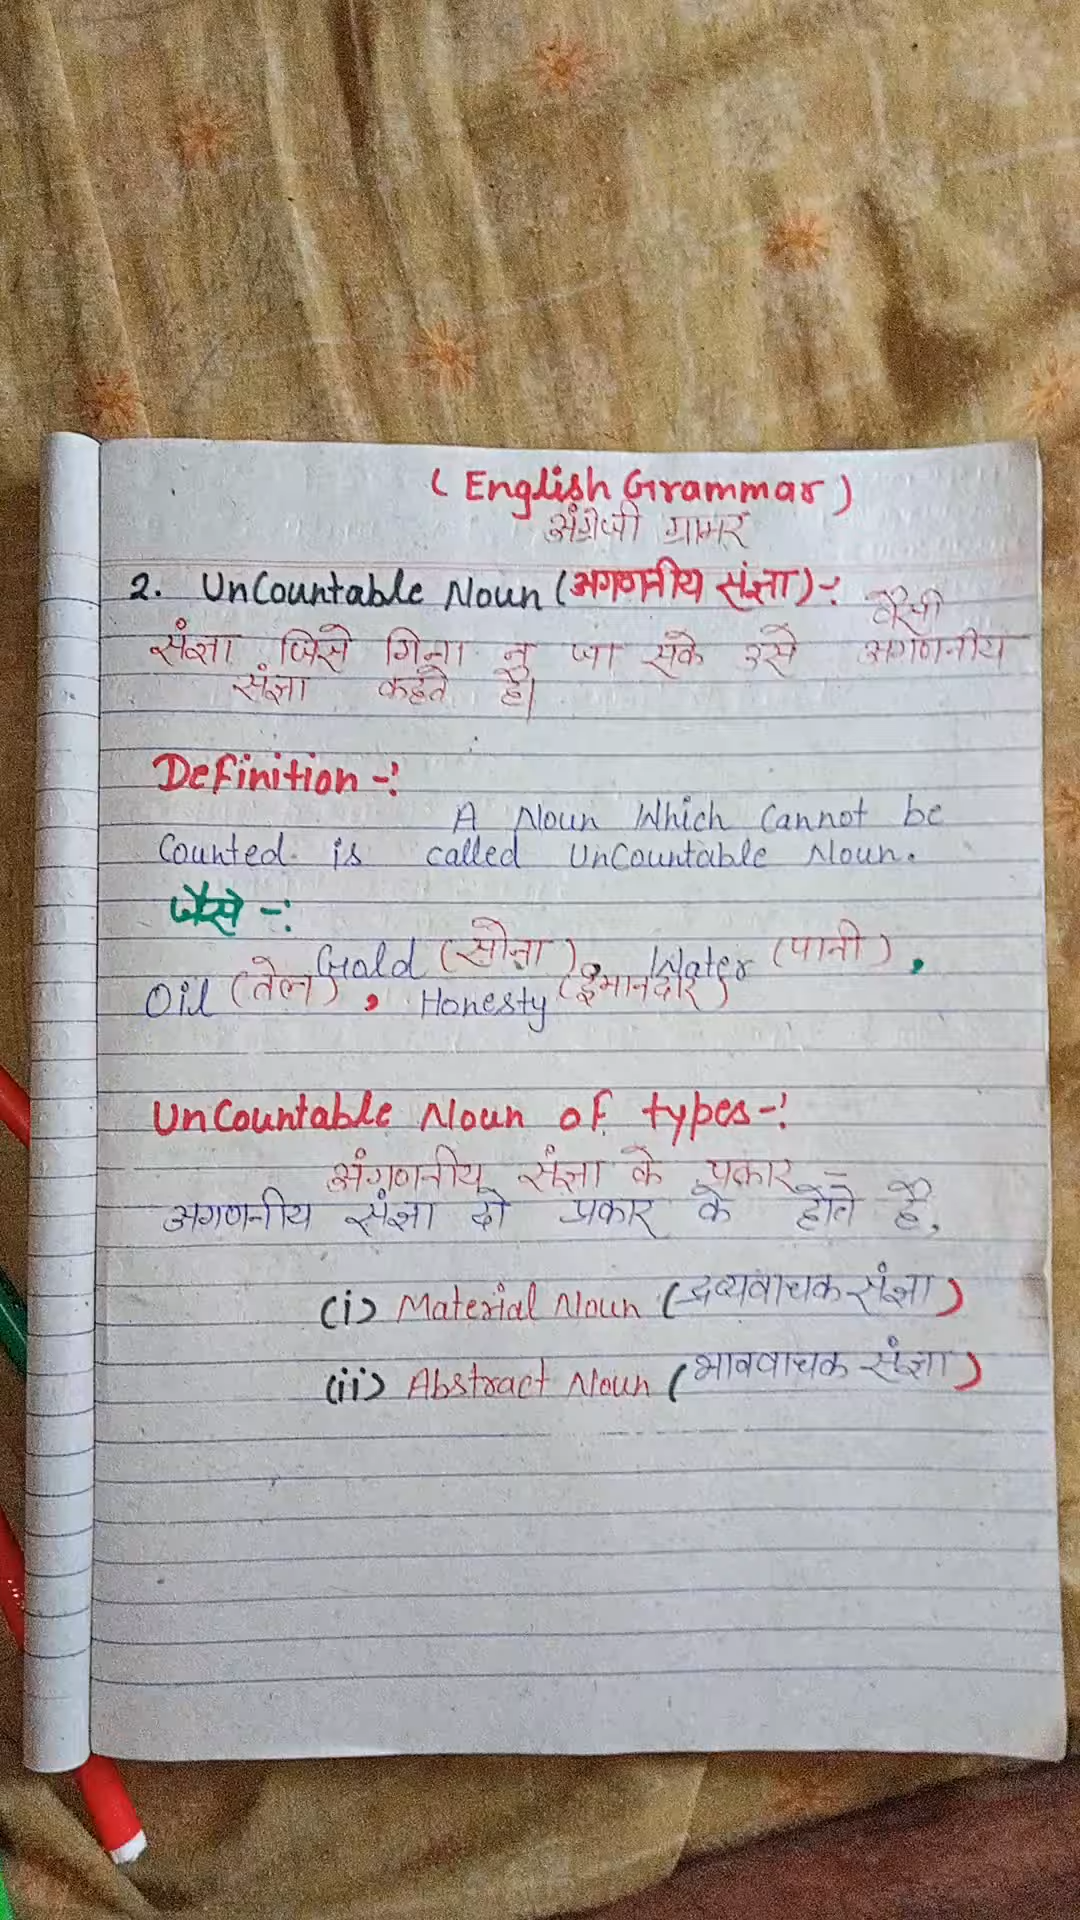 ( English Grammar )
अंग्रेजी ग्रामर
2. UnCountable Noun (अगणनीय संज्ञा) -: वैसी
संज्ञा जिसे गिना न जा सके उसे अगणनीय
संज्ञा कहते है।
Definition -:
A Noun Which Cannot be
Counted is called UnCountable Noun.
जैसे -:
Gold (सोना), Water (पानी),
Oil (तेल), Honesty (ईमानदार)
UnCountable Noun of types -:
अंगणनीय संज्ञा के प्रकार -
अगणनीय संज्ञा दो प्रकार के होते है,
(i) Material Noun (द्रव्यवाचक संज्ञा)
(ii) Abstract Noun (भाववाचक संज्ञा)